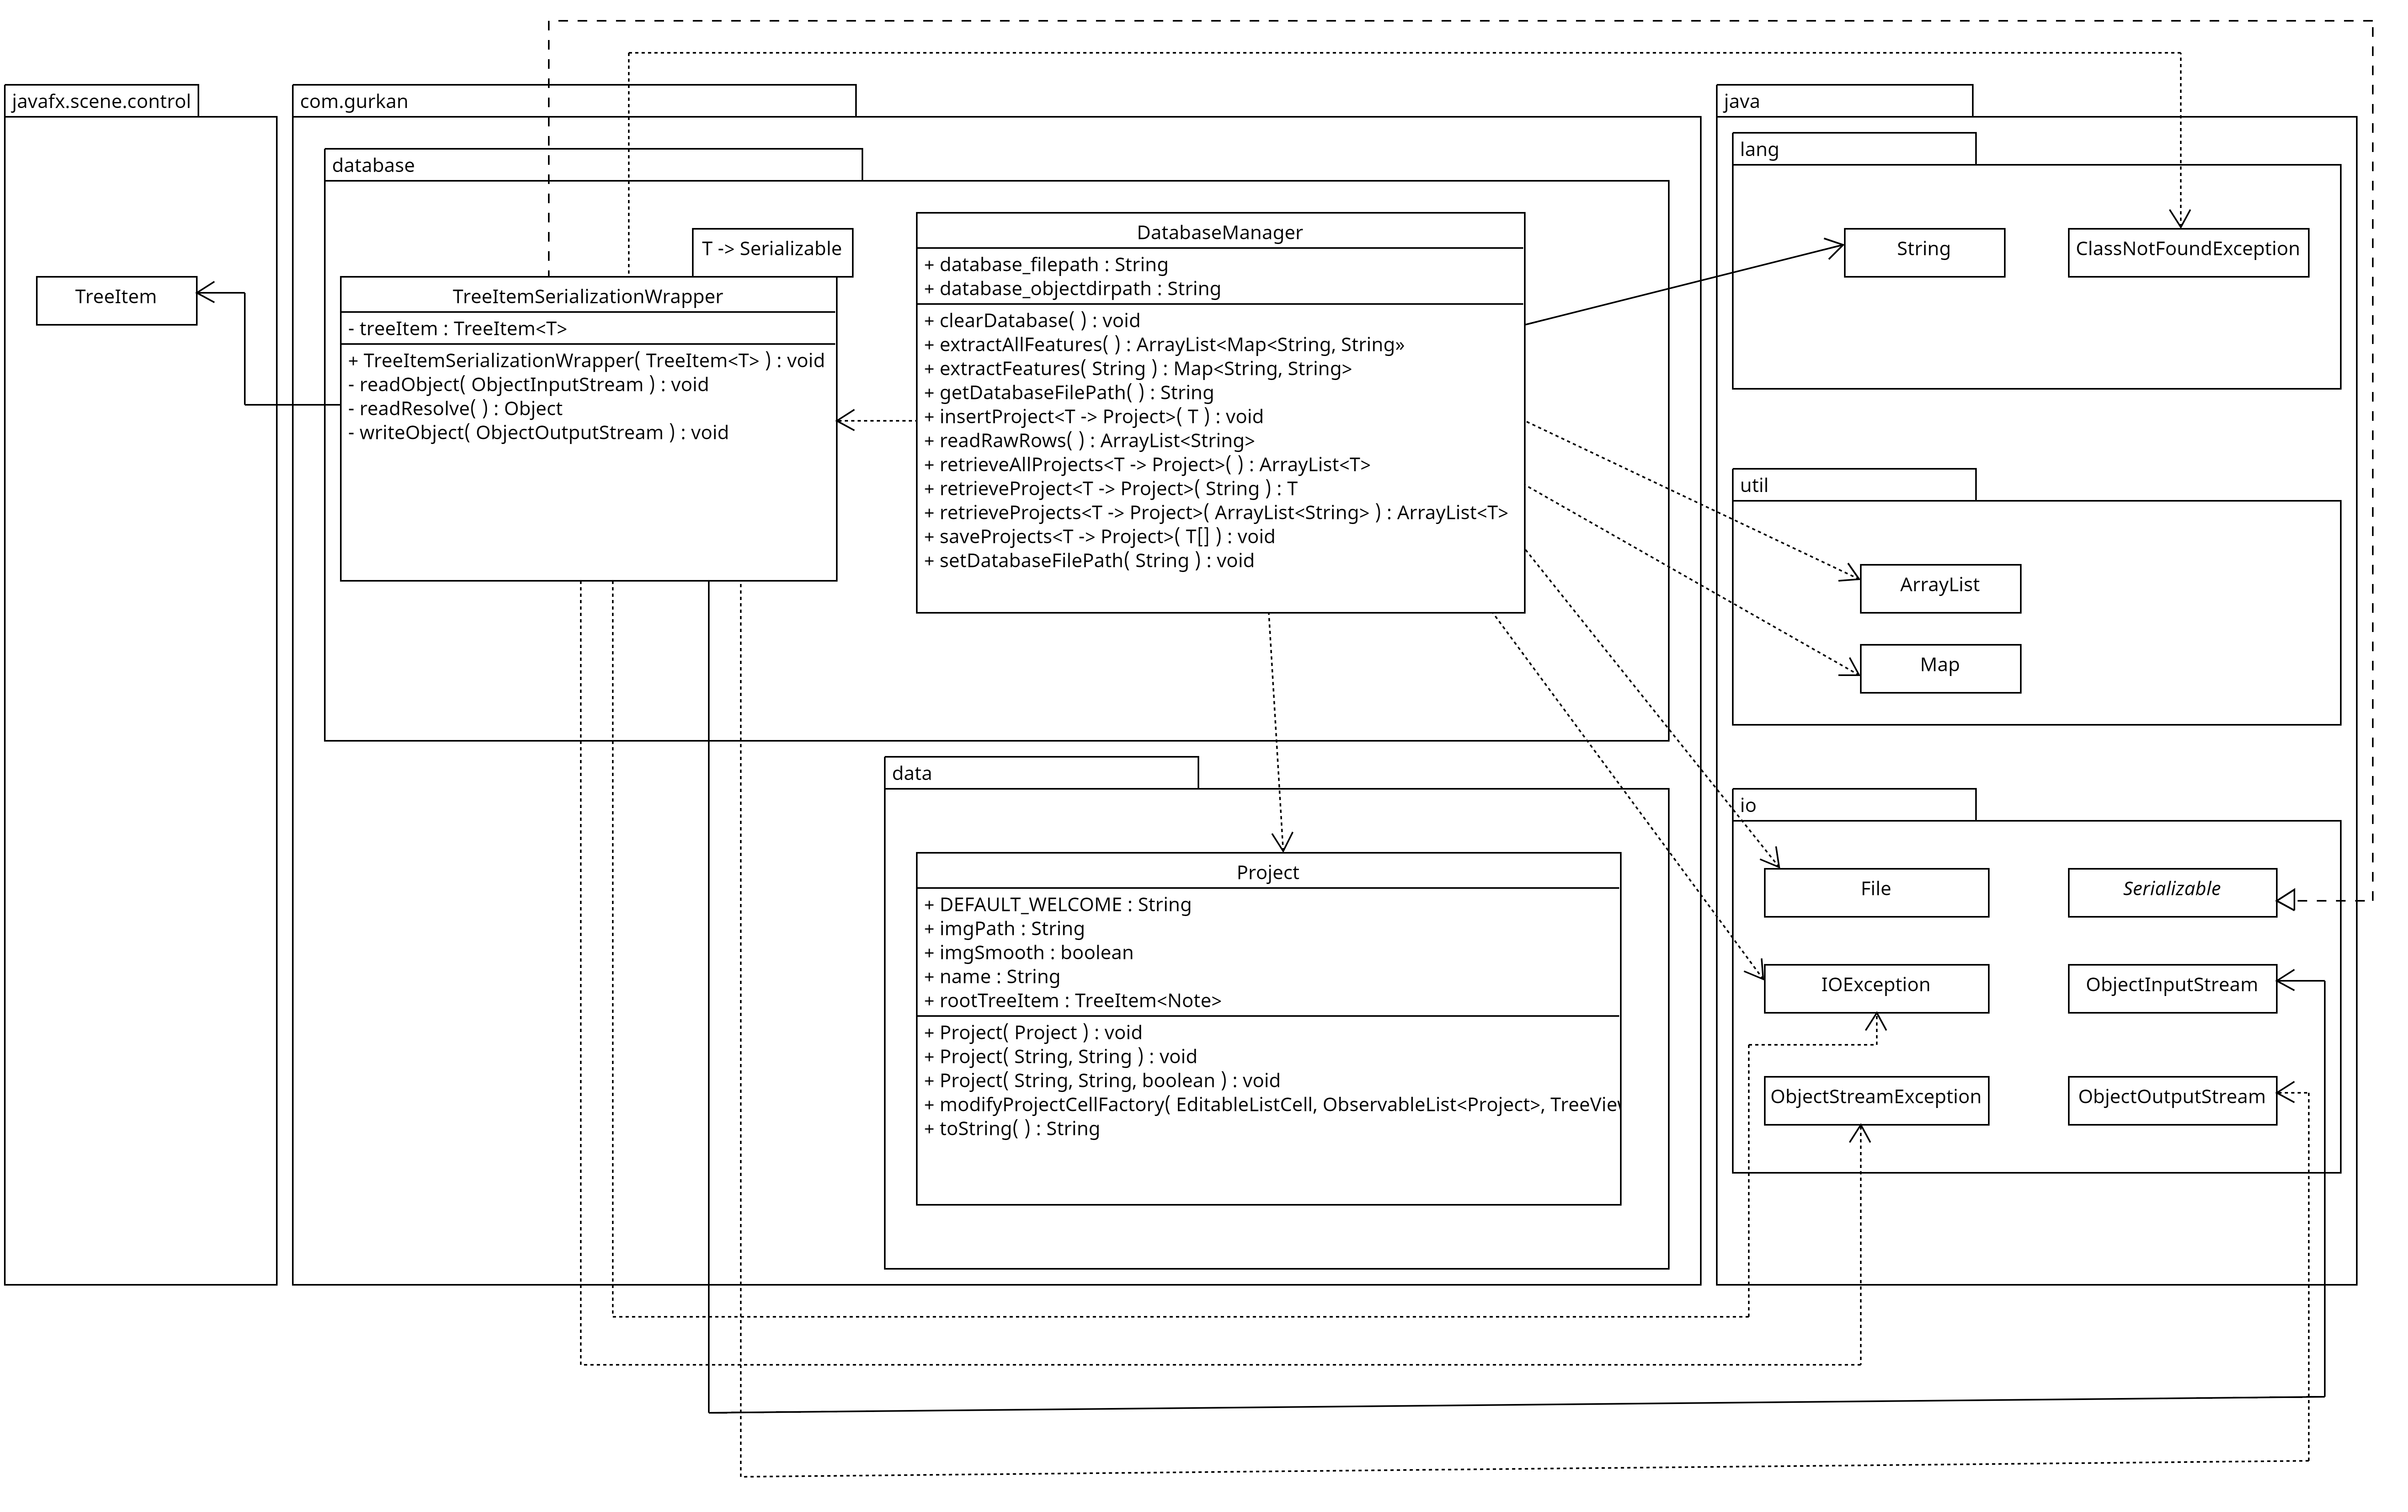 javafx.scene.control
TreeItem
com.gurkan
database
T -> Serializable
TreeItemSerializationWrapper
- treeItem : TreeItem<T>
+ TreeItemSerializationWrapper( TreeItem<T> ) : void
- readObject( ObjectInputStream ) : void
- readResolve( ) : Object
- writeObject( ObjectOutputStream ) : void
DatabaseManager
+ database_filepath : String
+ database_objectdirpath : String
+ clearDatabase( ) : void
+ extractAllFeatures( ) : ArrayList<Map<String, String»
+ extractFeatures( String ) : Map<String, String>
+ getDatabaseFilePath( ) : String
+ insertProject<T -> Project>( T ) : void
+ readRawRows( ) : ArrayList<String>
+ retrieveAllProjects<T -> Project>( ) : ArrayList<T>
+ retrieveProject<T -> Project>( String ) : T
+ retrieveProjects<T -> Project>( ArrayList<String> ) : ArrayList<T>
+ saveProjects<T -> Project>( T[] ) : void
+ setDatabaseFilePath( String ) : void
data
Project
+ DEFAULT_WELCOME : String
+ imgPath : String
+ imgSmooth : boolean
+ name : String
+ rootTreeItem : TreeItem<Note>
+ Project( Project ) : void
+ Project( String, String ) : void
+ Project( String, String, boolean ) : void
+ modifyProjectCellFactory( EditableListCell, ObservableList<Project>, TreeView
+ toString( ) : String
java
lang
String
ClassNotFoundException
util
ArrayList
Map
io
File
Serializable
IOException
ObjectInputStream
ObjectStreamException
ObjectOutputStream